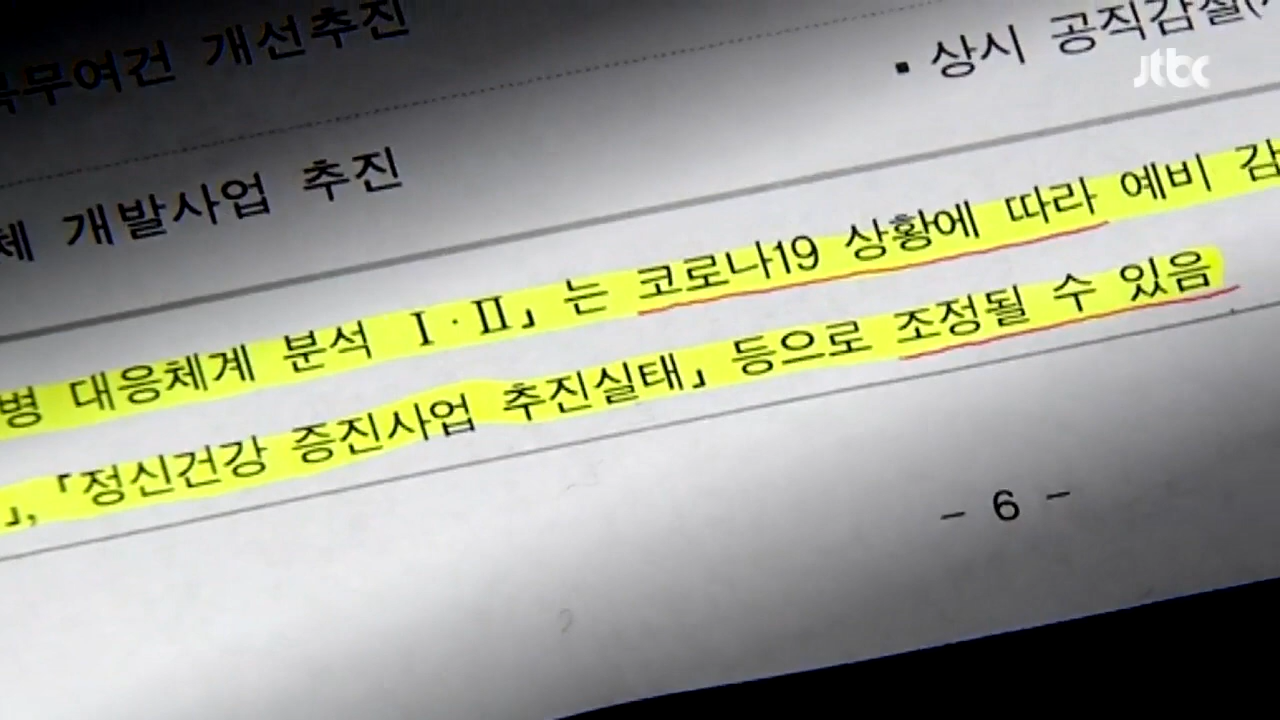 jtbc
복무여건 개선추진
▪ 상시 공직감찰(
체 개발사업 추진
병 대응체계 분석 Ⅰ·Ⅱ」는 코로나19 상황에 따라 예비 감
」, 「정신건강 증진사업 추진실태」 등으로 조정될 수 있음
- 6 -